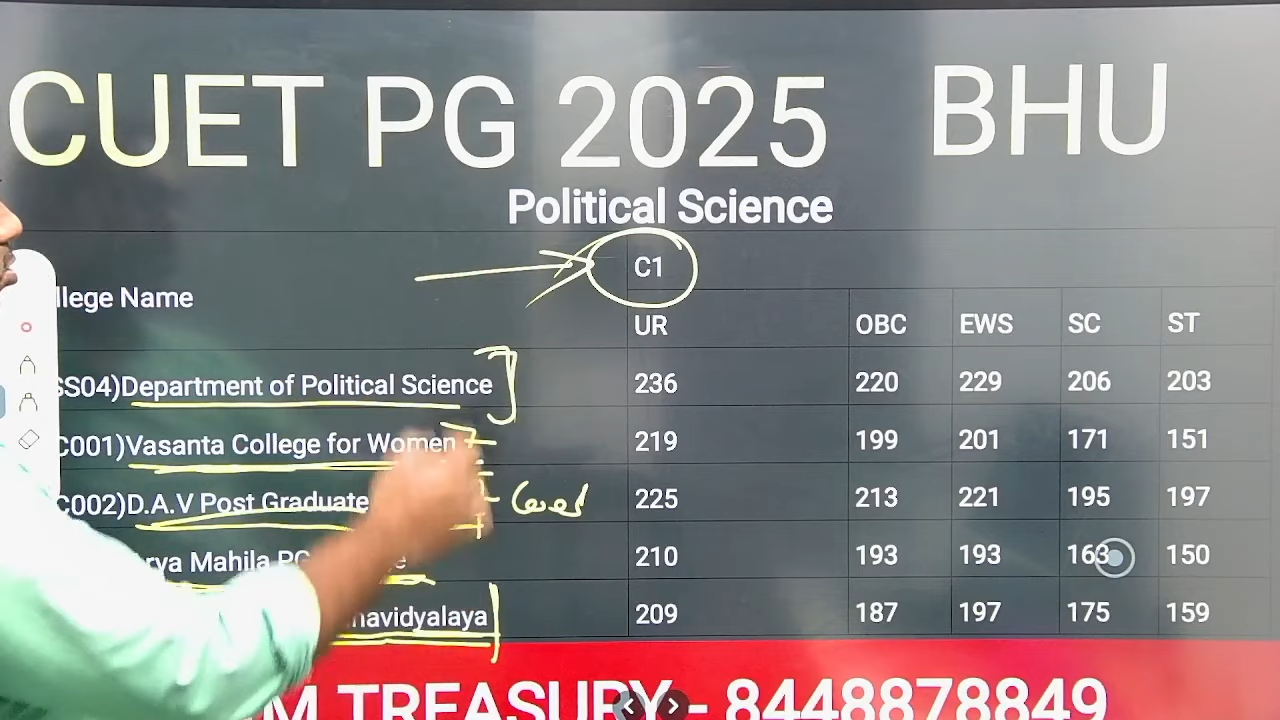 CUET PG 2025 BHU
Political Science
C1
llege Name
UR OBC EWS SC ST
SS04)Department of Political Science 236 220 229 206 203
C001)Vasanta College for Women 219 199 201 171 151
C002)D.A.V Post Graduate 225 213 221 195 197
rya Mahila PG 210 193 193 163 150
havidyalaya 209 187 197 175 159
M TREASURY - 8448878849